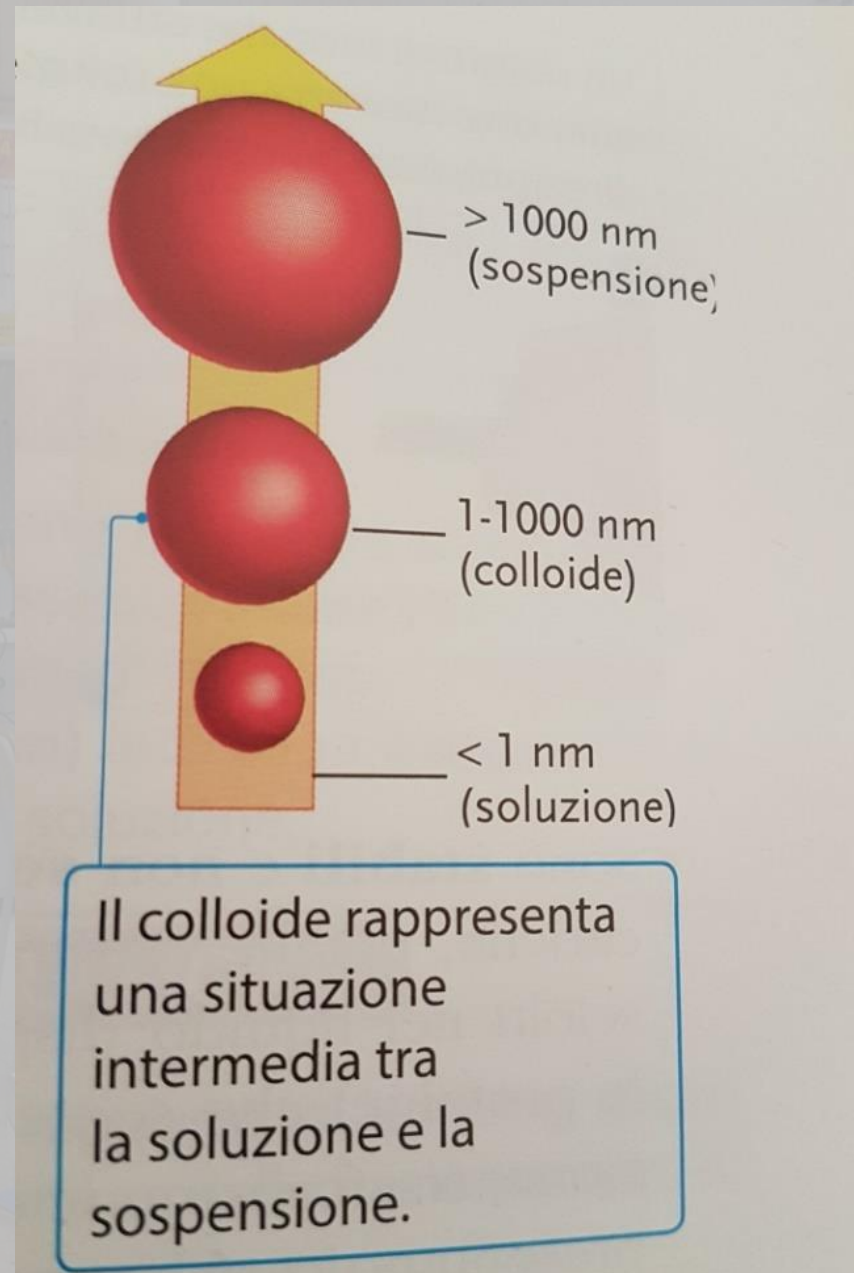 > 1000 nm
(sospensione)
1-1000 nm
(colloide)
< 1 nm
(soluzione)
Il colloide rappresenta
una situazione
intermedia tra
la soluzione e la
sospensione.